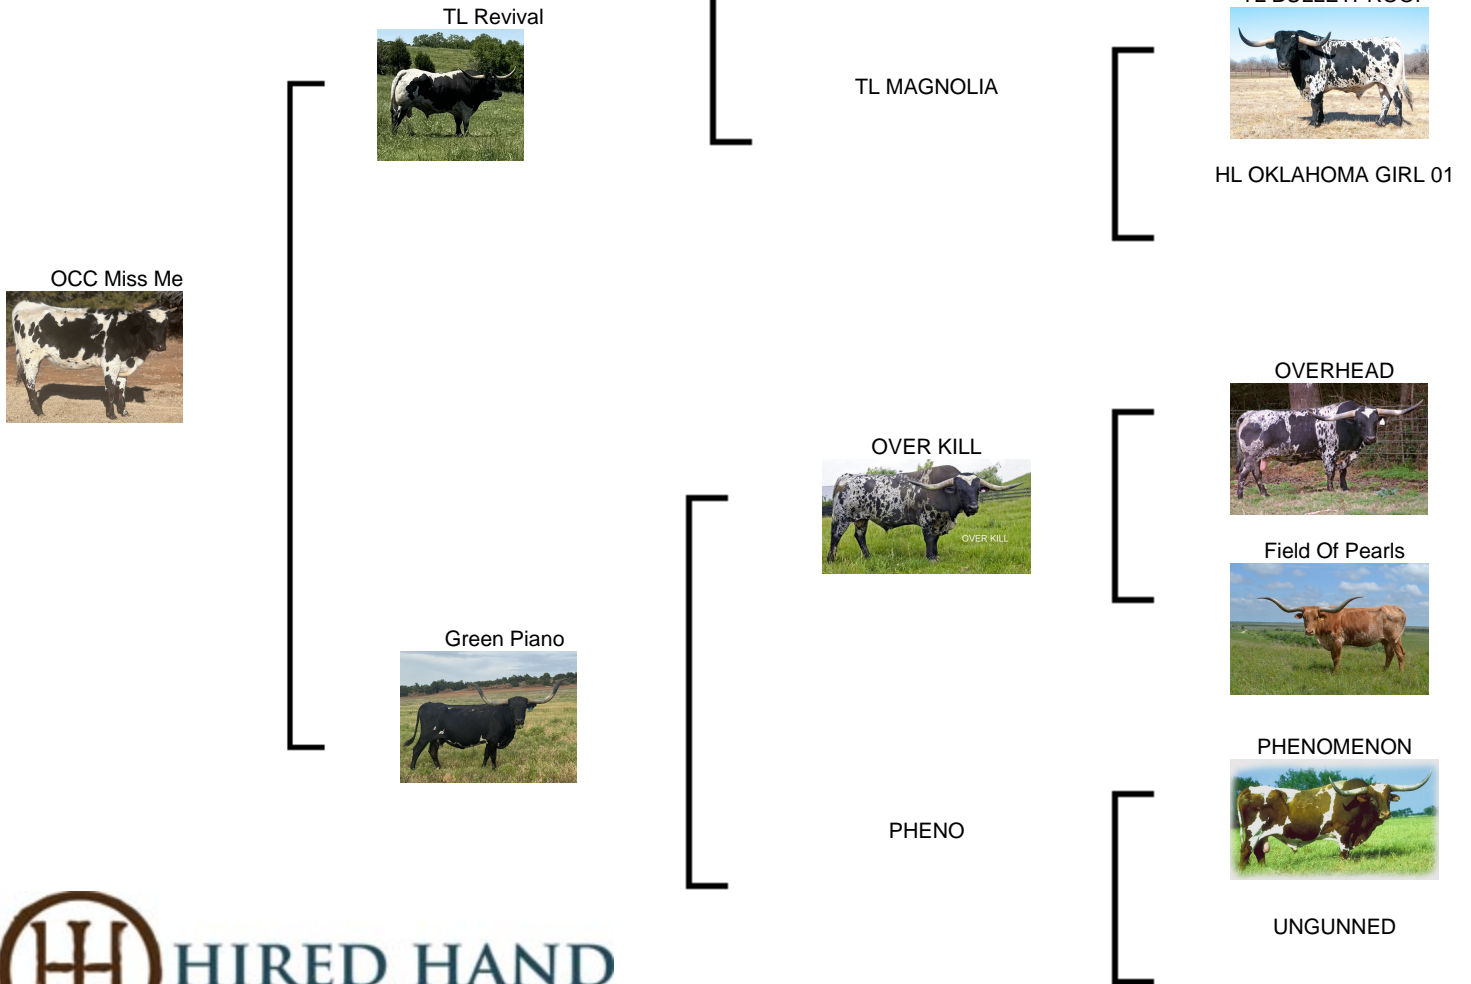 TL Revival
TL MAGNOLIA
HL OKLAHOMA GIRL 01
OCC Miss Me
OVERHEAD
OVER KILL
OVER KILL
Field Of Pearls
Green Piano
PHENOMENON
PHENO
UNGUNNED
HIRED HAND